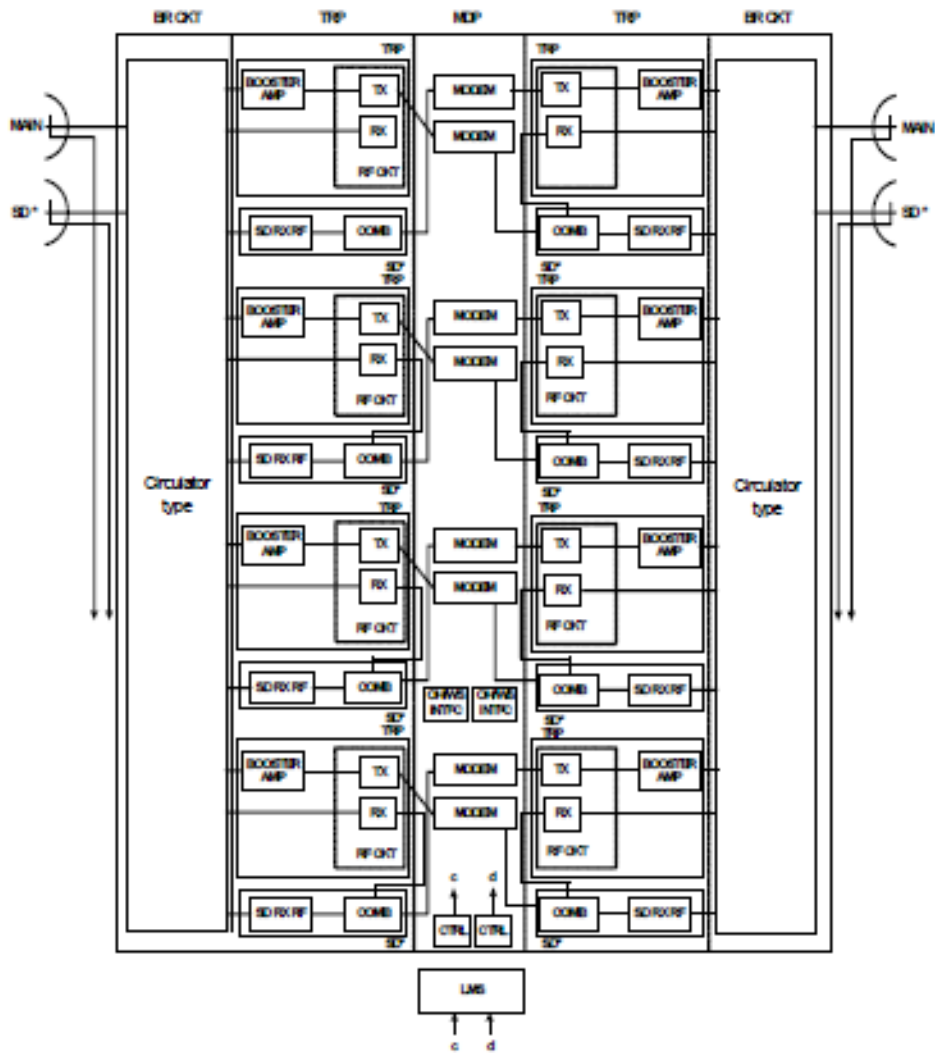 BR CKT TRP MDP TRP BR CKT
TRP TRP
BOOSTER AMP TX MODEM TX BOOSTER AMP
MAIN RX MODEM RX MAIN
RF CKT
SD* SD RX RF COMB COMB SD RX RF SD*
SD* SD*
TRP TRP
BOOSTER AMP TX MODEM TX BOOSTER AMP
RX MODEM RX
RF CKT RF CKT
SD RX RF COMB COMB SD RX RF
Circulator type Circulator type
SD* SD*
TRP TRP
BOOSTER AMP TX MODEM TX BOOSTER AMP
RX MODEM RX
RF CKT RF CKT
SD RX RF COMB OH/WS INTFC OH/WS INTFC COMB SD RX RF
SD* SD*
TRP TRP
BOOSTER AMP TX MODEM TX BOOSTER AMP
RX MODEM RX
RF CKT RF CKT
c d
SD RX RF COMB CTRL CTRL COMB SD RX RF
SD* SD*
LMS
c d